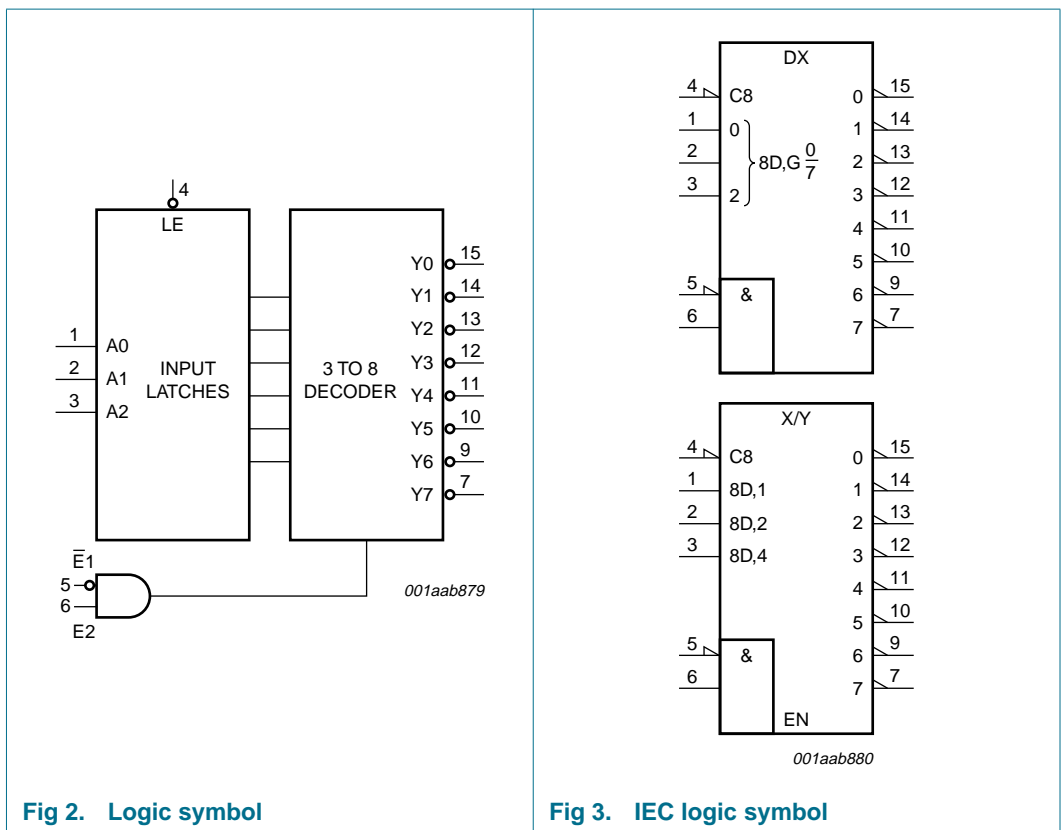 4
LE
1 A0
2 A1
3 A2
INPUT
LATCHES
3 TO 8
DECODER
Y0 15
Y1 14
Y2 13
Y3 12
Y4 11
Y5 10
Y6 9
Y7 7
E̅1
5
6
E2
001aab879
Fig 2. Logic symbol
DX
4 C8 0 15
1 0 1 14
2 8D,G 0/7 2 13
3 2 3 12
4 11
5 10
5 & 6 9
6 7 7
X/Y
4 C8 0 15
1 8D,1 1 14
2 8D,2 2 13
3 8D,4 3 12
4 11
5 10
5 & 6 9
6 7 7
EN
001aab880
Fig 3. IEC logic symbol